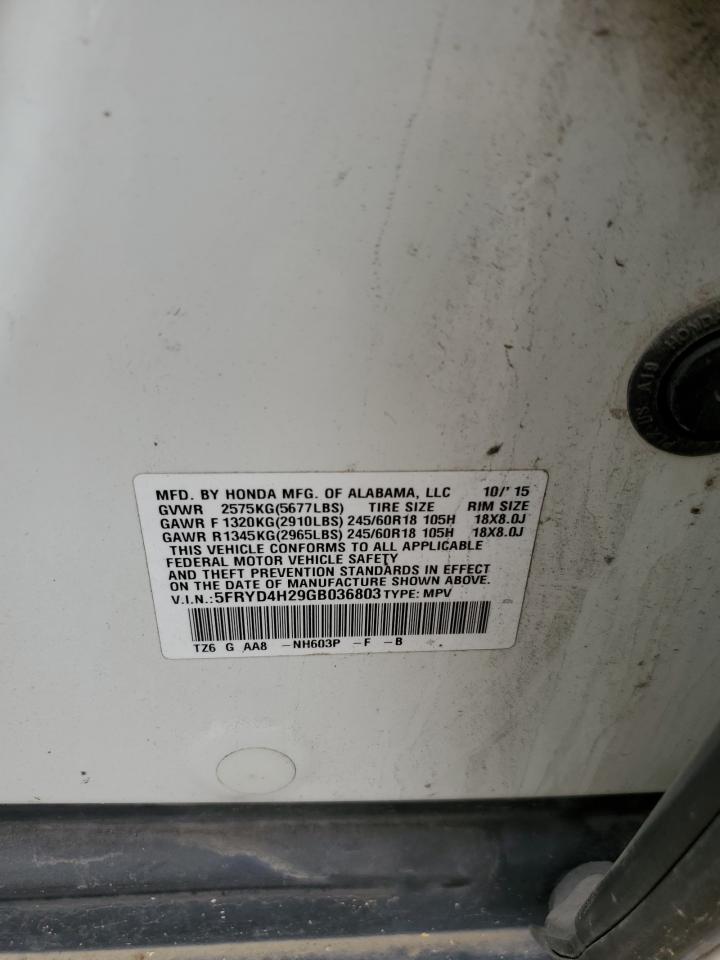 MFD. BY HONDA MFG. OF ALABAMA, LLC 10/'15
GVWR 2575KG(5677LBS) TIRE SIZE RIM SIZE
GAWR F 1320KG(2910LBS) 245/60R18 105H 18X8.0J
GAWR R1345KG(2965LBS) 245/60R18 105H 18X8.0J
THIS VEHICLE CONFORMS TO ALL APPLICABLE
FEDERAL MOTOR VEHICLE SAFETY
AND THEFT PREVENTION STANDARDS IN EFFECT
ON THE DATE OF MANUFACTURE SHOWN ABOVE.
V.I.N.:5FRYD4H29GB036803 TYPE: MPV
TZ6 G AA8 -NH603P -F -B
A19 HONDA